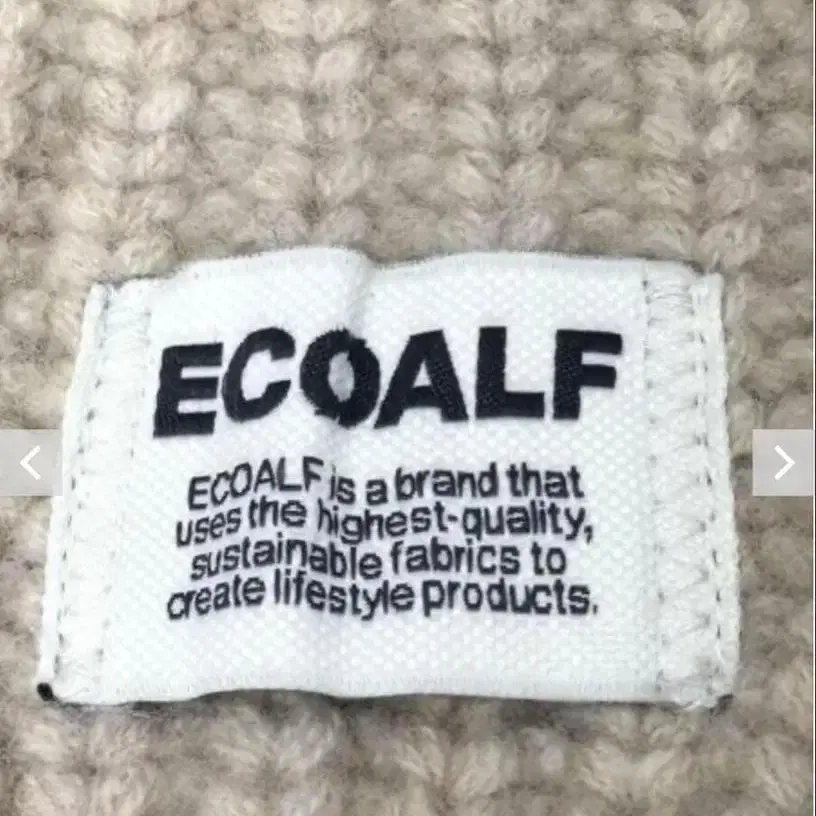 ECOALF
ECOALF is a brand that
uses the highest-quality,
sustainable fabrics to
create lifestyle products.